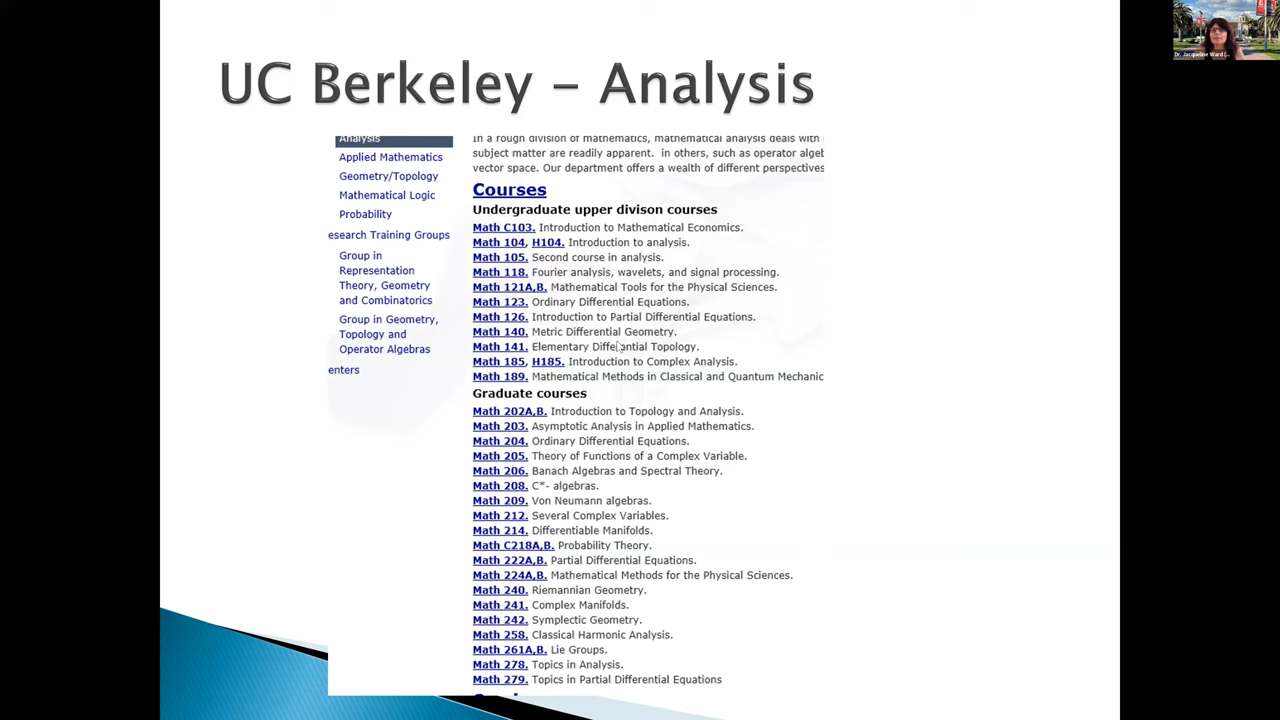 UC Berkeley - Analysis
Analysis
Applied Mathematics
Geometry/Topology
Mathematical Logic
Probability
esearch Training Groups
Group in
Representation
Theory, Geometry
and Combinatorics
Group in Geometry,
Topology and
Operator Algebras
enters
In a rough division of mathematics, mathematical analysis deals with
subject matter are readily apparent. in others, such as operator algeb
vector space. Our department offers a wealth of different perspectives
Courses
Undergraduate upper divison courses
Math C103. Introduction to Mathematical Economics.
Math 104, H104. Introduction to analysis.
Math 105. Second course in analysis.
Math 118. Fourier analysis, wavelets, and signal processing.
Math 121A,B. Mathematical Tools for the Physical Sciences.
Math 123. Ordinary Differential Equations.
Math 126. Introduction to Partial Differential Equations.
Math 140. Metric Differential Geometry.
Math 141. Elementary Differential Topology.
Math 185, H185. Introduction to Complex Analysis.
Math 189. Mathematical Methods in Classical and Quantum Mechanic
Graduate courses
Math 202A,B. Introduction to Topology and Analysis.
Math 203. Asymptotic Analysis in Applied Mathematics.
Math 204. Ordinary Differential Equations.
Math 205. Theory of Functions of a Complex Variable.
Math 206. Banach Algebras and Spectral Theory.
Math 208. C*- algebras.
Math 209. Von Neumann algebras.
Math 212. Several Complex Variables.
Math 214. Differentiable Manifolds.
Math C218A,B. Probability Theory.
Math 222A,B. Partial Differential Equations.
Math 224A,B. Mathematical Methods for the Physical Sciences.
Math 240. Riemannian Geometry.
Math 241. Complex Manifolds.
Math 242. Symplectic Geometry.
Math 258. Classical Harmonic Analysis.
Math 261A,B. Lie Groups.
Math 278. Topics in Analysis.
Math 279. Topics in Partial Differential Equations
Dr. Jacqueline Ward (...